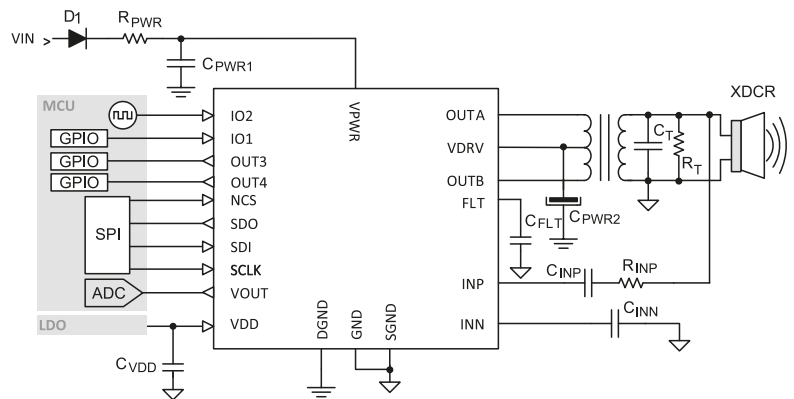 D1
RPWR
VIN >
CPWR1
MCU
XDCR
IO2
VPWR
OUTA
GPIO
IO1
CT
GPIO
OUT3
VDRV
RT
GPIO
OUT4
OUTB
NCS
FLT
CPWR2
SPI
SDO
CFLT
SDI
SCLK
CINP
RINP
ADC
VOUT
INP
LDO
VDD
DGND
GND
SGND
INN
CINN
CVDD